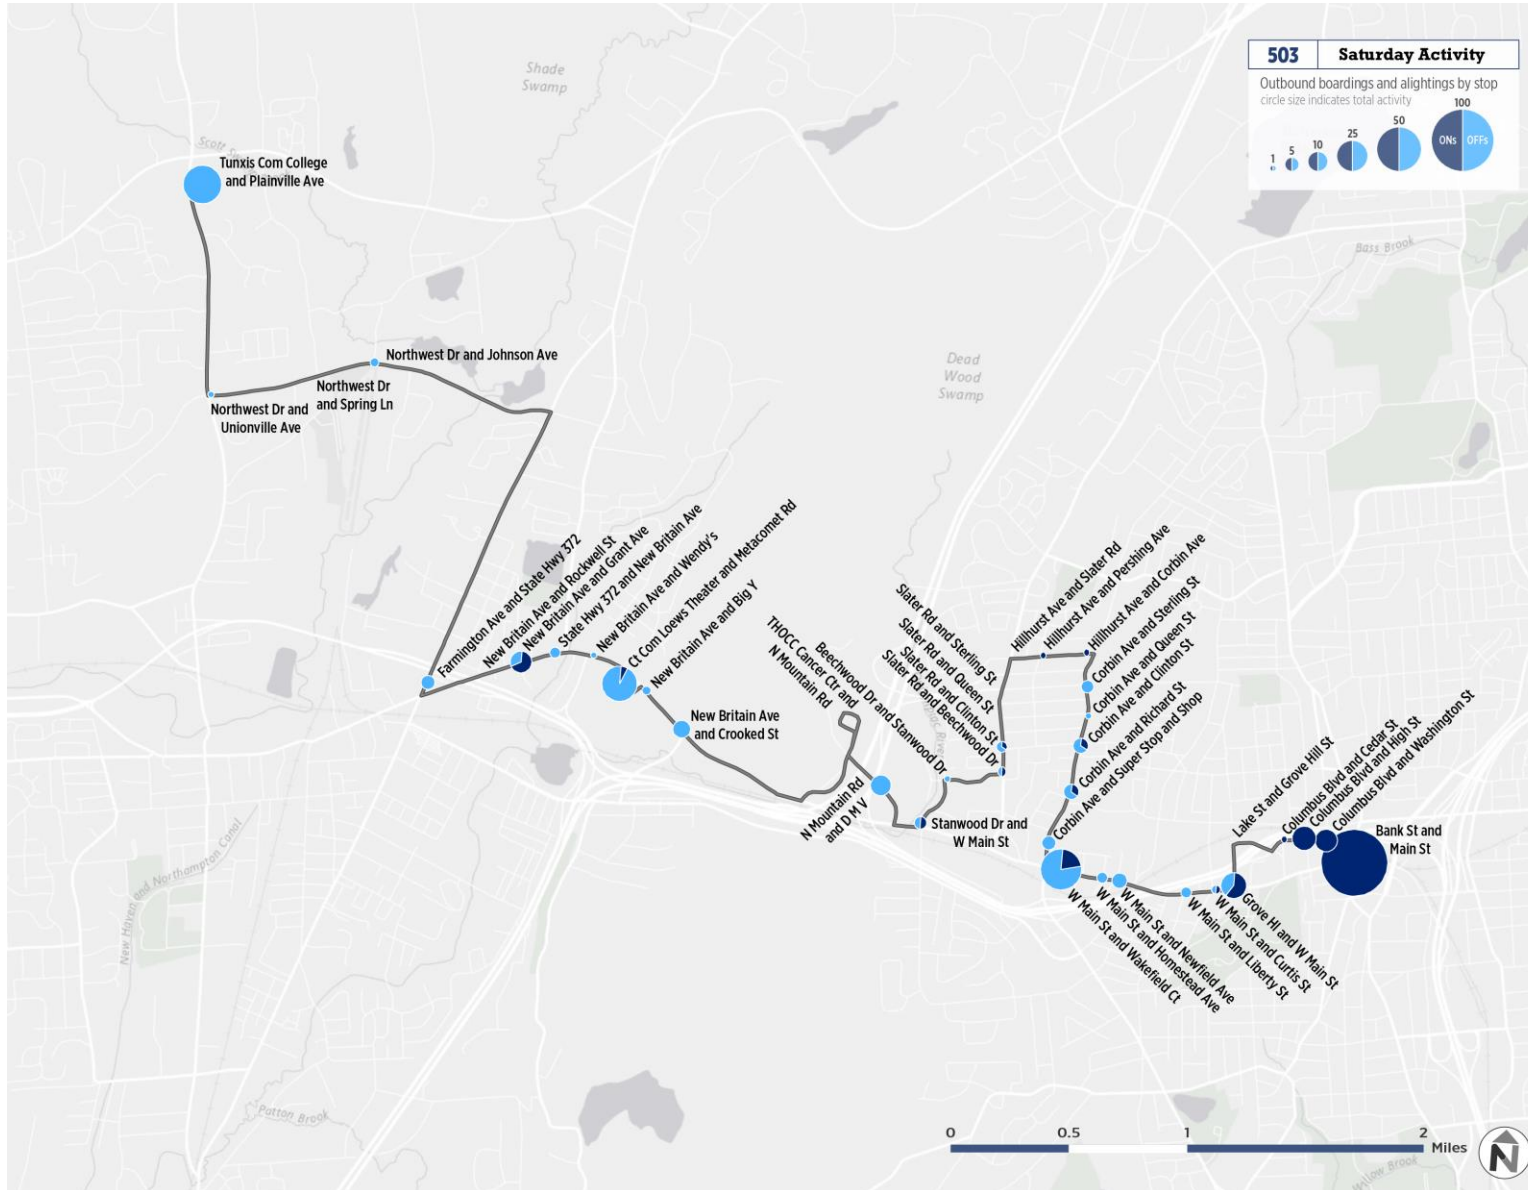 503
Saturday Activity
Outbound boardings and alightings by stop
circle size indicates total activity
1
5
10
25
50
100
ONs
OFFs
Shade
Swamp
Tunxis Com College
and Plainville Ave
Bass Brook
Northwest Dr and Johnson Ave
Northwest Dr
and Spring Ln
Northwest Dr and
Unionville Ave
Dead
Wood
Swamp
Farmington Ave and State Hwy 372
New Britain Ave and Rockwell St
New Britain Ave and Grant Ave
State Hwy 372 and New Britain Ave
New Britain Ave and Wendy's
Ct Com Loews Theater and Metacomet Rd
New Britain Ave and Big Y
New Britain Ave
and Crooked St
N Mountain Rd
THOCC Cancer Ctr and
Beechwood Dr and Stanwood Dr
Slater Rd and Sterling St
Slater Rd and Queen St
Slater Rd and Clinton St
Slater Rd and Beechwood Dr
Hillhurst Ave and Slater Rd
Hillhurst Ave and Pershing Ave
Hillhurst Ave and Corbin Ave
Corbin Ave and Sterling St
Corbin Ave and Queen St
Corbin Ave and Clinton St
Corbin Ave and Richard St
Corbin Ave and Super Stop and Shop
N Mountain Rd
and D M V
Stanwood Dr and
W Main St
Lake St and Grove Hill St
Columbus Blvd and Cedar St
Columbus Blvd and High St
Columbus Blvd and Washington St
Bank St and
Main St
W Main St and Wakefield Ct
W Main St and Homestead Ave
W Main St and Newfield Ave
W Main St and Liberty St
W Main St and Curtis St
Grove Hl and W Main St
New Haven and Northampton Canal
Patton Brook
0
0.5
1
2
Miles
N